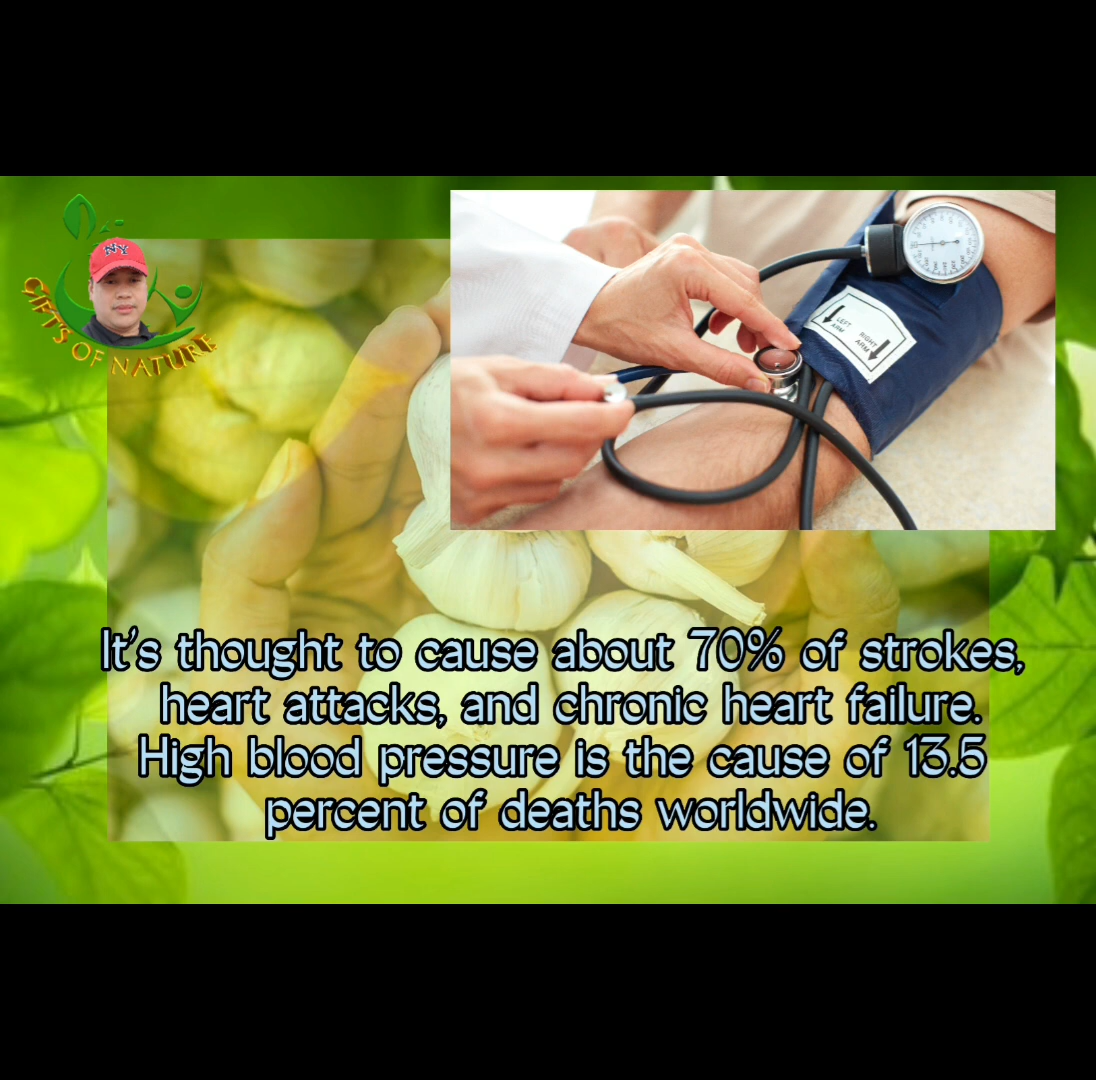 GIFTS OF NATURE
NY
LEFT
ARM
RIGHT
ARM
It's thought to cause about 70% of strokes,
heart attacks, and chronic heart failure.
High blood pressure is the cause of 13.5
percent of deaths worldwide.